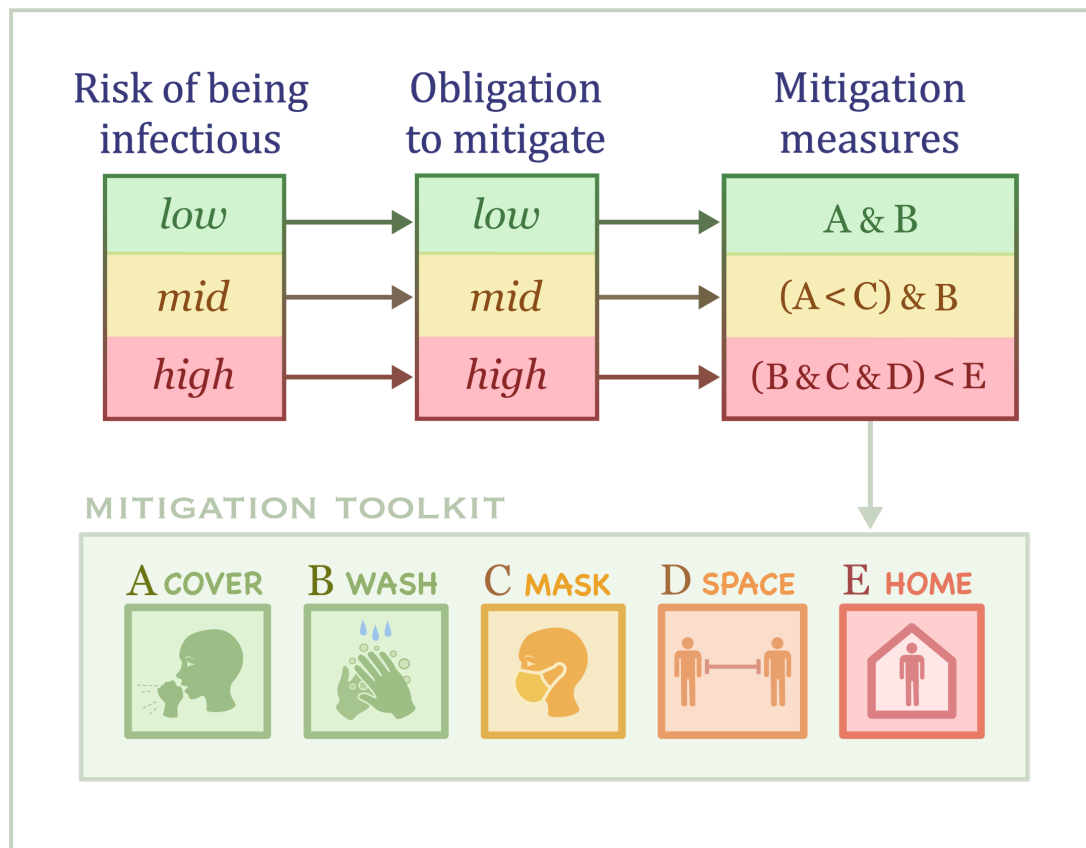 Risk of being
infectious
Obligation
to mitigate
Mitigation
measures
low
low
A & B
mid
mid
(A < C) & B
high
high
(B & C & D) < E
MITIGATION TOOLKIT
A COVER
B WASH
C MASK
D SPACE
E HOME